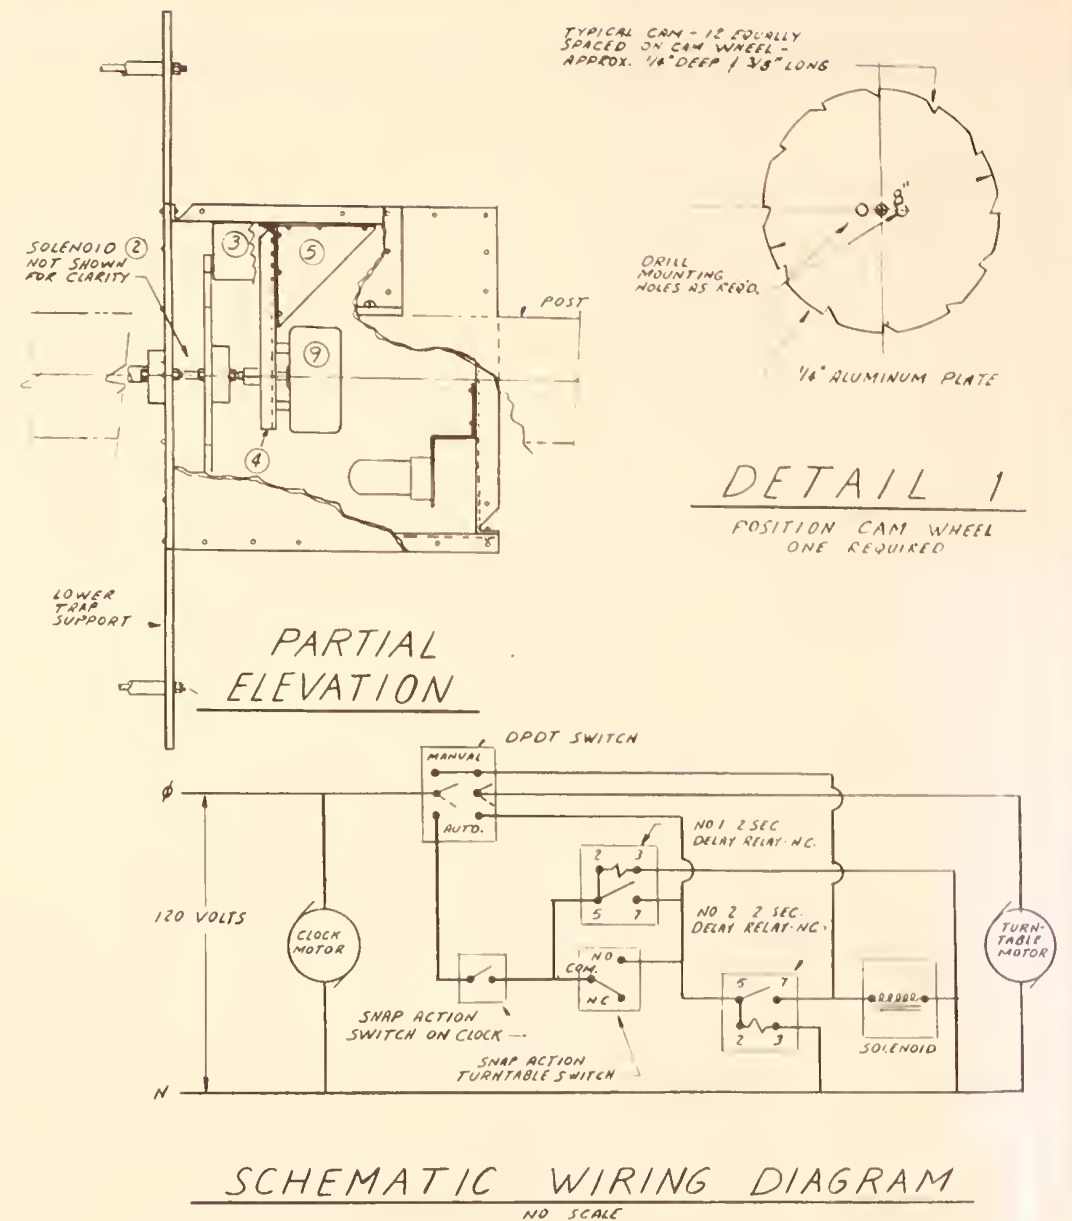 TYPICAL CAM - 12 EQUALLY
SPACED ON CAM WHEEL -
APPROX. 1/4" DEEP / 3/8" LONG
8"
DRILL
MOUNTING
HOLES AS REQ'D.
1/4" ALUMINUM PLATE
DETAIL 1
POSITION CAM WHEEL
ONE REQUIRED
SOLENOID 2
NOT SHOWN
FOR CLARITY
3
5
POST
9
4
LOWER
TRAP
SUPPORT
PARTIAL
ELEVATION
DPDT SWITCH
MANUAL
AUTO.
Ø
120 VOLTS
N
CLOCK
MOTOR
NO 1 2 SEC
DELAY RELAY-N.C.
2 3
5 7
NO 2 2 SEC.
DELAY RELAY-NC.
5 7
2 3
N O
COM.
N.C
SNAP ACTION
SWITCH ON CLOCK
SNAP ACTION
TURNTABLE SWITCH
SOLENOID
TURN-
TABLE
MOTOR
SCHEMATIC WIRING DIAGRAM
NO SCALE